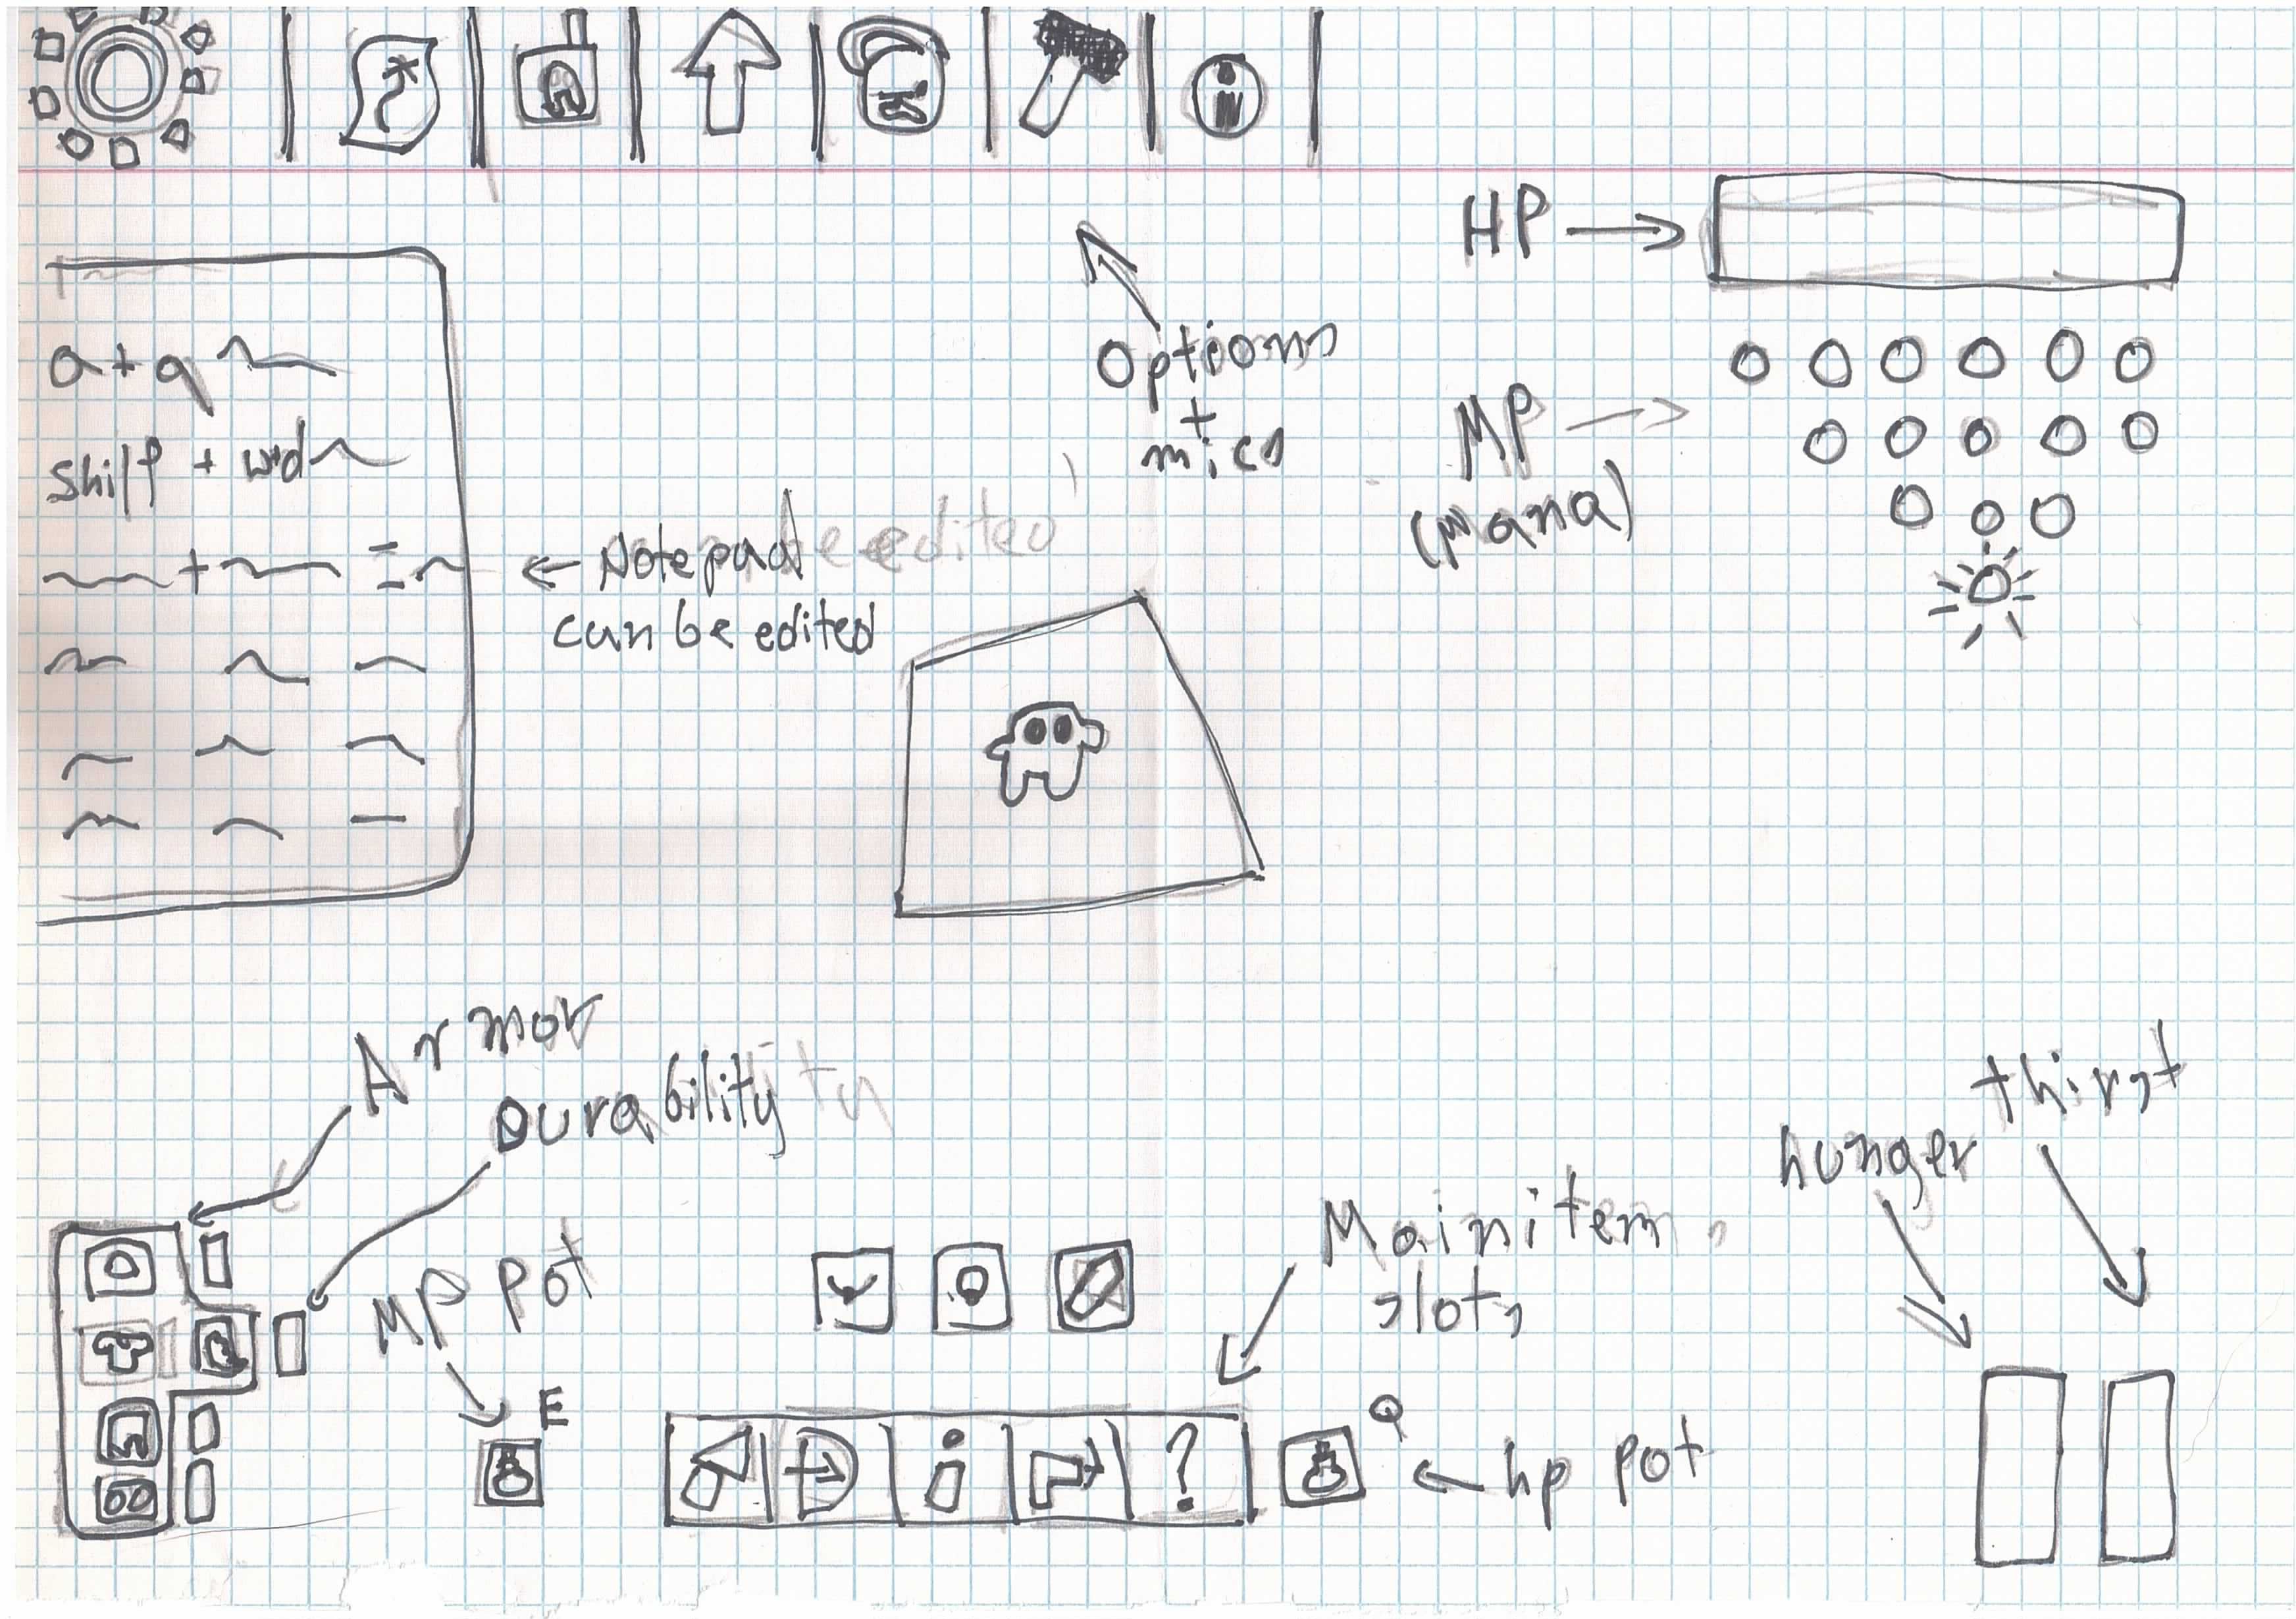 HP →
Options
+
mics
a + q
Shift + wd
MP →
(mana)
+ =
← Notepad
can be edited
Armor
Durability
thirst
hunger
MP pot
Main item
slots
E
Q
?
← hp pot